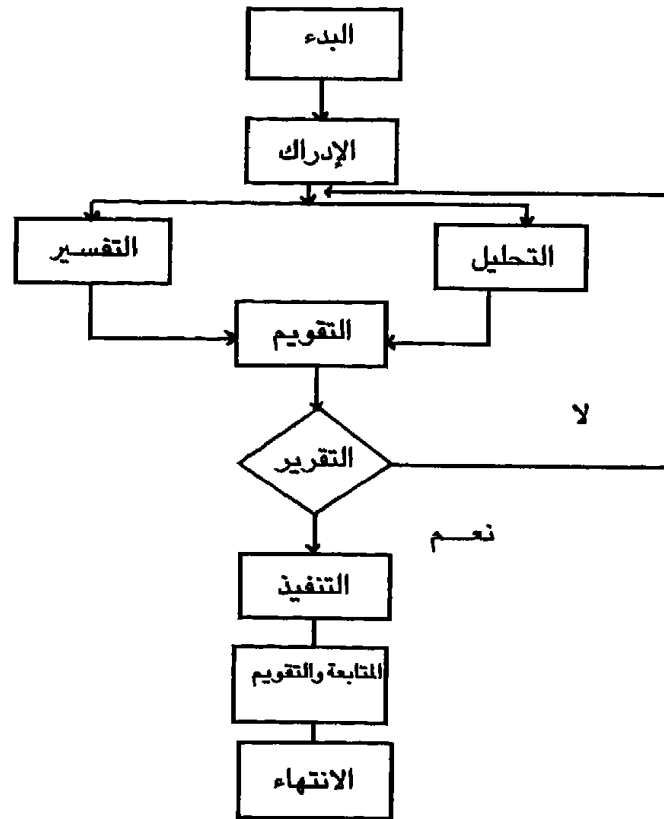 البدء
الإدراك
التحليل
التفسير
التقويم
لا
التقرير
نعم
التنفيذ
المتابعة والتقويم
الانتهاء